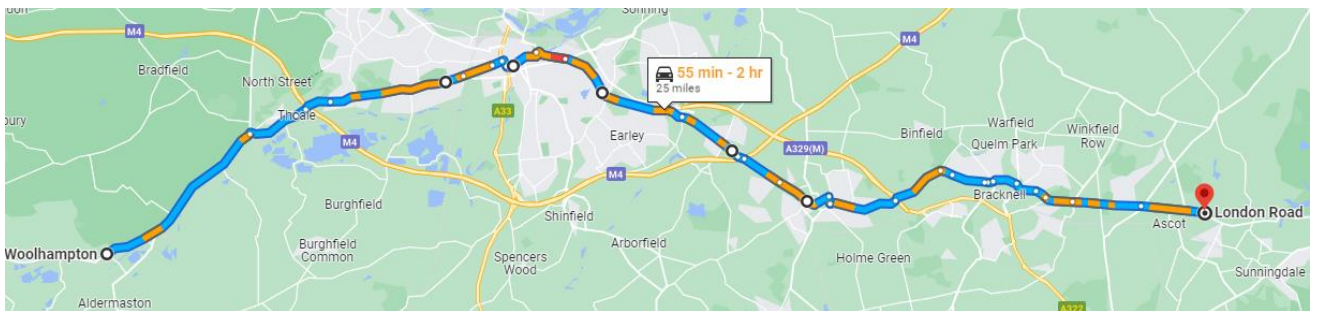 Sonning
M4
M4
Bradfield
North Street
55 min - 2 hr
25 miles
A33
Theale
Earley
Binfield
Warfield
Winkfield
Row
Quelm Park
M4
A329(M)
M4
Bracknell
Burghfield
Shinfield
London Road
Ascot
Woolhampton
Burghfield
Common
Spencers
Wood
Arborfield
Holme Green
Sunningdale
Aldermaston
A322